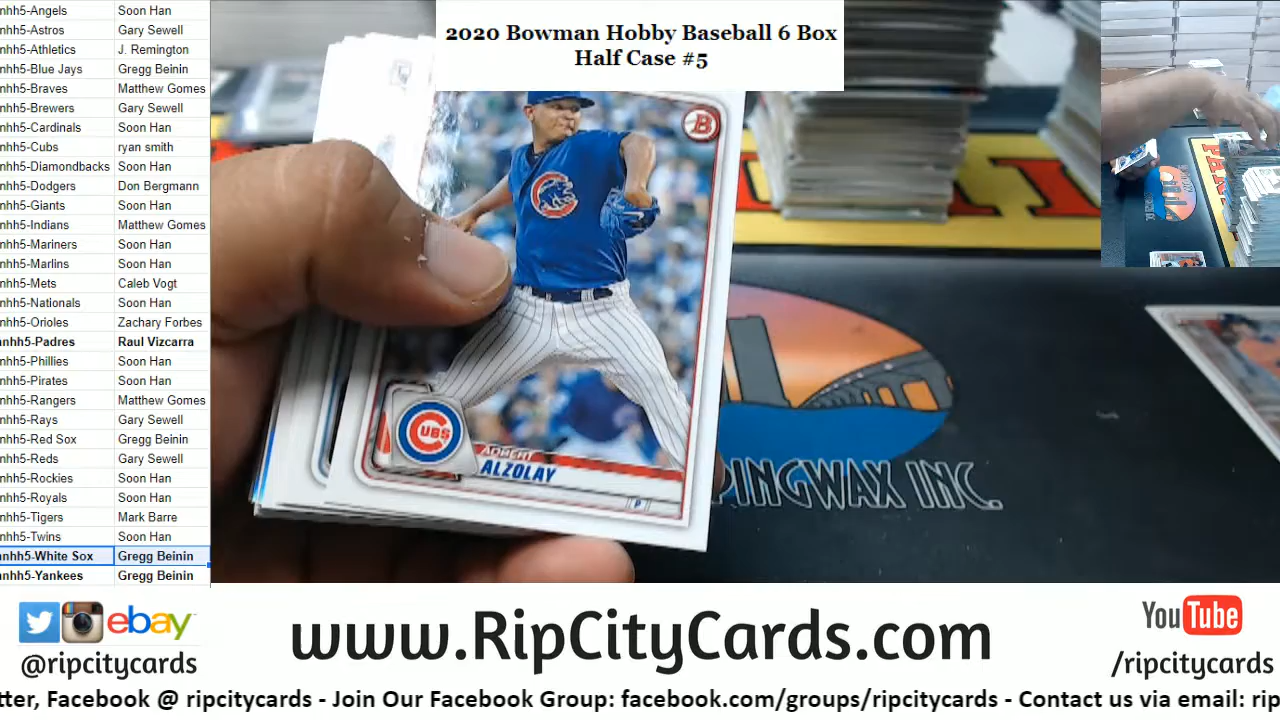 2020 Bowman Hobby Baseball 6 Box
Half Case #5
nhh5-Angels Soon Han
nhh5-Astros Gary Sewell
nhh5-Athletics J. Remington
nhh5-Blue Jays Gregg Beinin
nhh5-Braves Matthew Gomes
nhh5-Brewers Gary Sewell
nhh5-Cardinals Soon Han
nhh5-Cubs ryan smith
nhh5-Diamondbacks Soon Han
nhh5-Dodgers Don Bergmann
nhh5-Giants Soon Han
nhh5-Indians Matthew Gomes
nhh5-Mariners Soon Han
nhh5-Marlins Soon Han
nhh5-Mets Caleb Vogt
nhh5-Nationals Soon Han
nhh5-Orioles Zachary Forbes
nhh5-Padres Raul Vizcarra
nhh5-Phillies Soon Han
nhh5-Pirates Soon Han
nhh5-Rangers Matthew Gomes
nhh5-Rays Gary Sewell
nhh5-Red Sox Gregg Beinin
nhh5-Reds Gary Sewell
nhh5-Rockies Soon Han
nhh5-Royals Soon Han
nhh5-Tigers Mark Barre
nhh5-Twins Soon Han
nhh5-White Sox Gregg Beinin
nhh5-Yankees Gregg Beinin
B
CUBS
ADBERT
ALZOLAY
P
PINGWAX INC.
ebay
@ripcitycards
www.RipCityCards.com
YouTube
/ripcitycards
tter, Facebook @ ripcitycards - Join Our Facebook Group: facebook.com/groups/ripcitycards - Contact us via email: rip